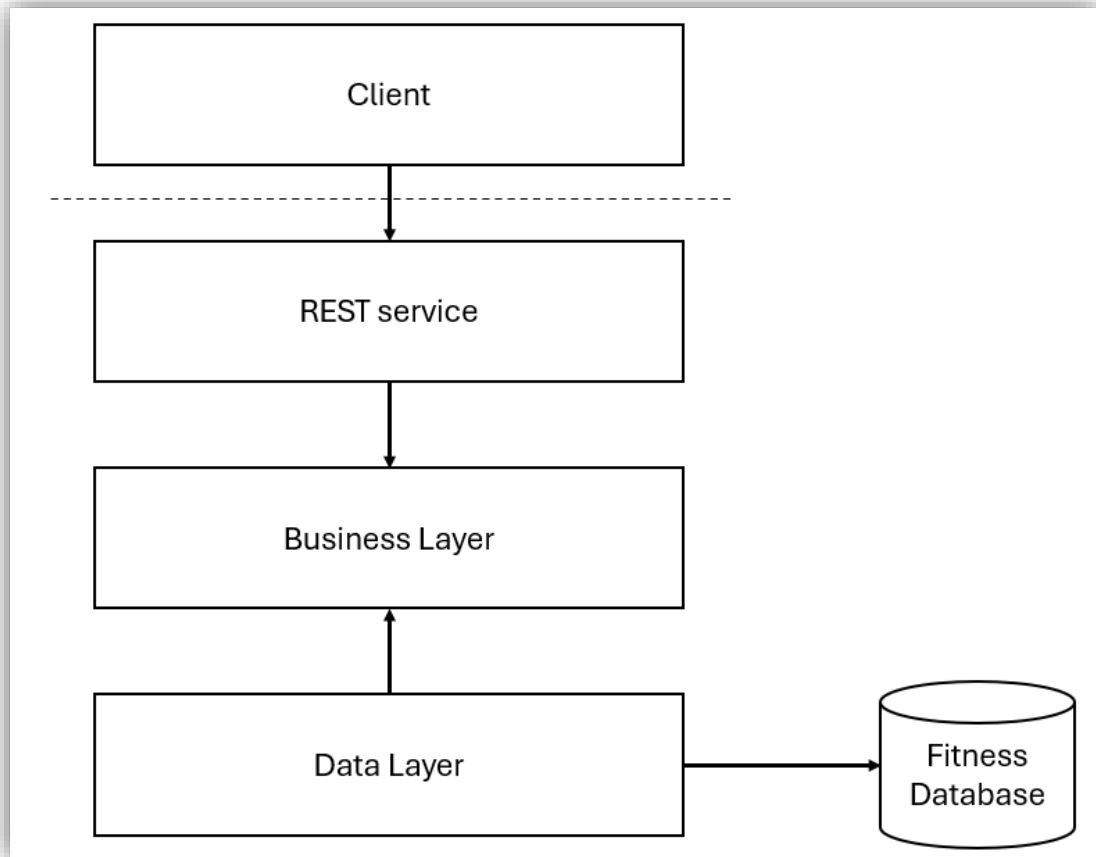 Client
REST service
Business Layer
Data Layer
Fitness
Database